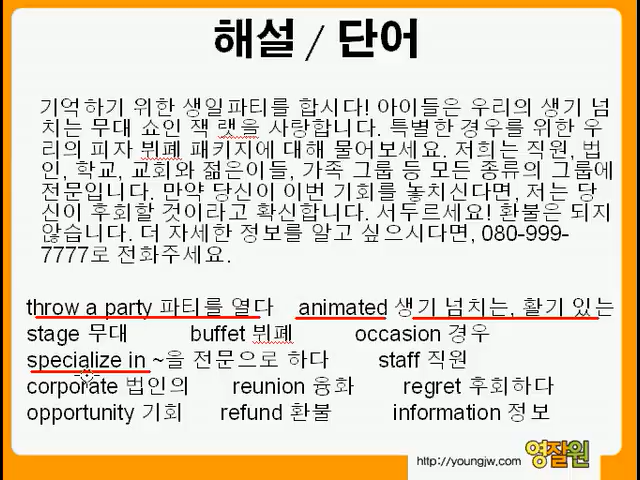 해설 / 단어
기억하기 위한 생일파티를 합시다! 아이들은 우리의 생기 넘
치는 무대 쇼인 잭 랫을 사랑합니다. 특별한 경우를 위한 우
리의 피자 뷔폐 패키지에 대해 물어보세요. 저희는 직원, 법
인, 학교, 교회와 젊은이들, 가족 그룹 등 모든 종류의 그룹에
전문입니다. 만약 당신이 이번 기회를 놓치신다면, 저는 당
신이 후회할 것이라고 확신합니다. 서두르세요! 환불은 되지
않습니다. 더 자세한 정보를 알고 싶으시다면, 080-999-
7777로 전화주세요.
throw a party 파티를 열다 animated 생기 넘치는, 활기 있는
stage 무대 buffet 뷔폐 occasion 경우
specialize in ~을 전문으로 하다 staff 직원
corporate 법인의 reunion 융화 regret 후회하다
opportunity 기회 refund 환불 information 정보
http://youngjw.com 영잘원